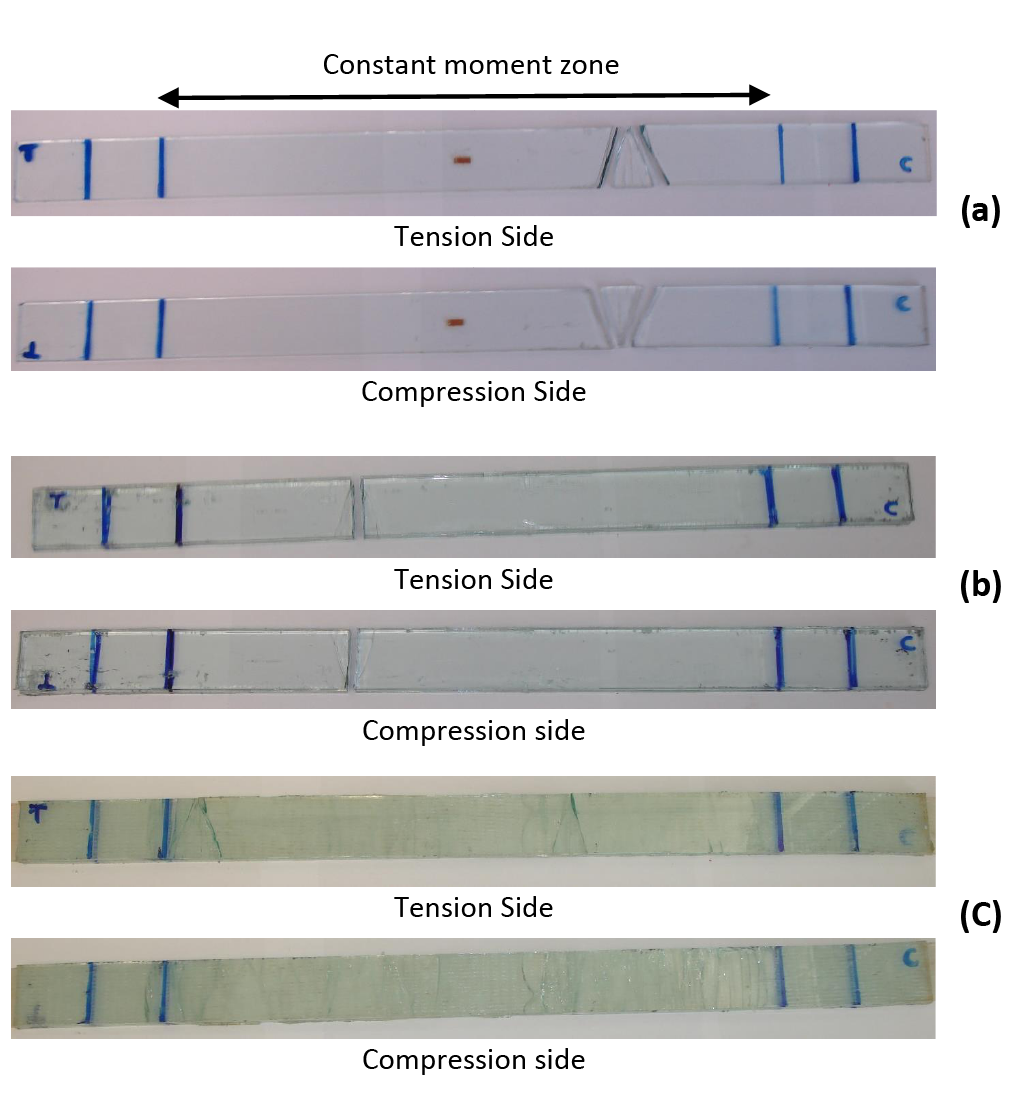 Constant moment zone
T
C
Tension Side
(a)
T
C
Compression Side
T
C
Tension Side
(b)
T
C
Compression side
T
C
Tension Side
(C)
C
Compression side